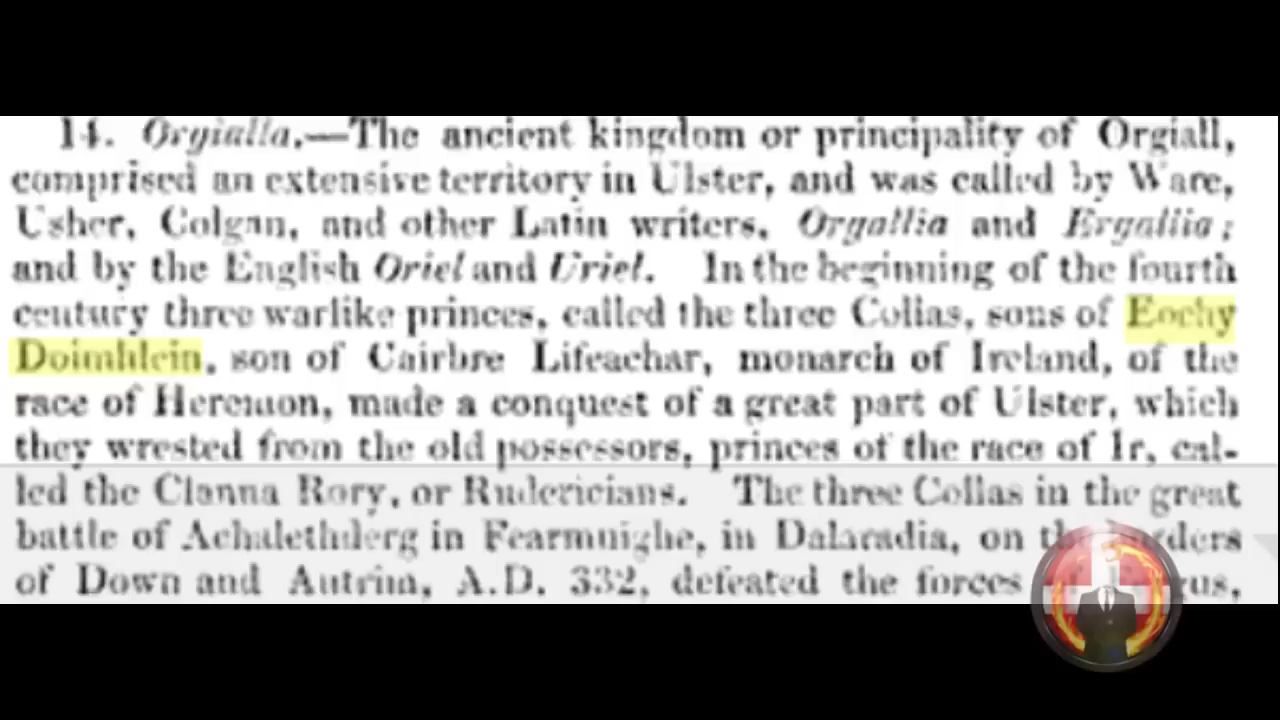 14. Orgialla.—The ancient kingdom or principality of Orgiall,
comprised an extensive territory in Ulster, and was called by Ware,
Usher, Colgan, and other Latin writers, Orgallia and Ergallia;
and by the English Oriel and Uriel. In the beginning of the fourth
century three warlike princes, called the three Collas, sons of Eochy
Doimhlein, son of Cairbre Lifeachar, monarch of Ireland, of the
race of Heremon, made a conquest of a great part of Ulster, which
they wrested from the old possessors, princes of the race of Ir, cal-
led the Clanna Rory, or Rudericians. The three Collas in the great
battle of Achalethderg in Fearmuighe, in Dalaradia, on the
of Down and Antrim, A.D. 332, defeated the forces